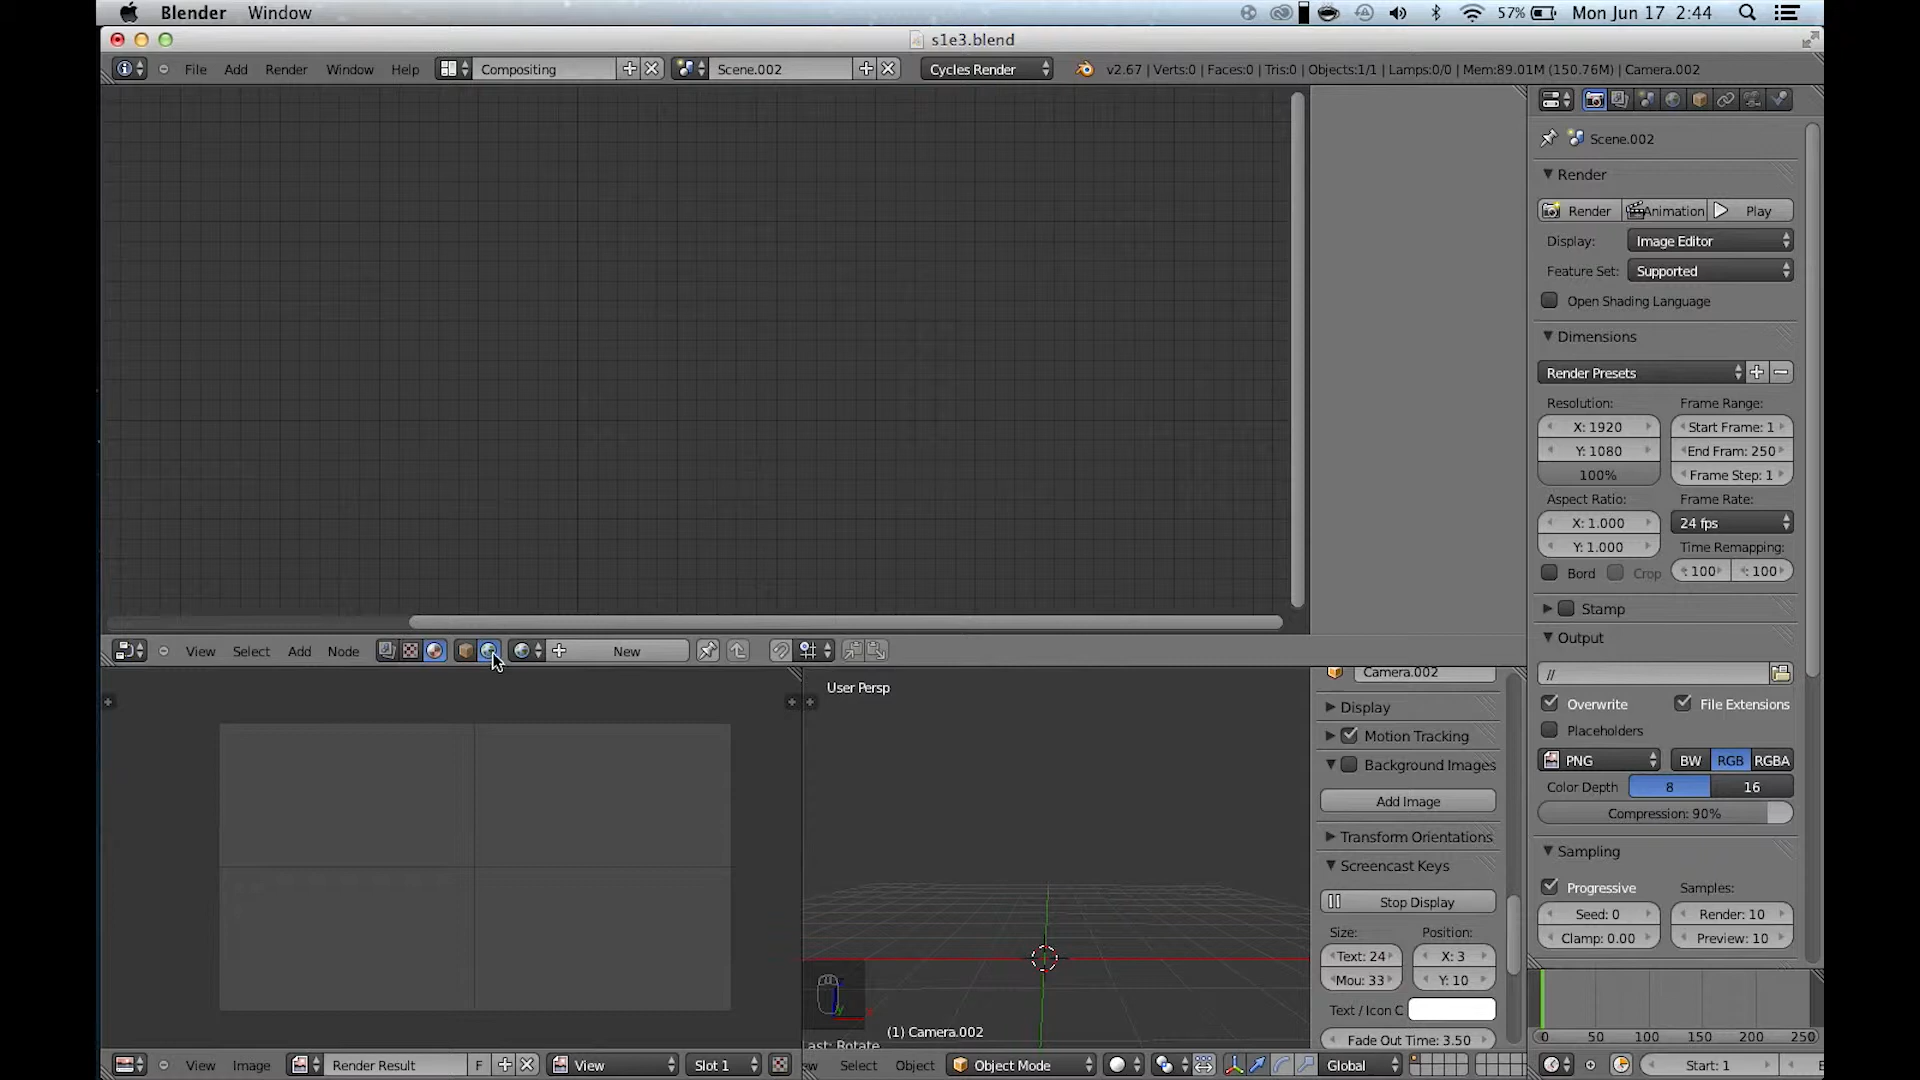 Blender Window 57% Mon Jun 17 2:44
s1e3.blend
File Add Render Window Help Compositing Scene.002 Cycles Render v2.67 | Verts:0 | Faces:0 | Tris:0 | Objects:1/1 | Lamps:0/0 | Mem:89.01M (150.76M) | Camera.002
Scene.002
Render
Render Animation Play
Display: Image Editor
Feature Set: Supported
Open Shading Language
Dimensions
Render Presets
Resolution: Frame Range:
X: 1920 Start Frame: 1
Y: 1080 End Fram: 250
100% Frame Step: 1
Aspect Ratio: Frame Rate:
X: 1.000 24 fps
Y: 1.000 Time Remapping:
Bord Crop 100 100
Stamp
Output
//
Overwrite File Extensions
Placeholders
PNG BW RGB RGBA
Color Depth 8 16
Compression: 90%
Sampling
Progressive Samples:
Seed: 0 Render: 10
Clamp: 0.00 Preview: 10
View Select Add Node New
User Persp
Camera.002
Display
Motion Tracking
Background Images
Add Image
Transform Orientations
Screencast Keys
Stop Display
Size: Position:
Text: 24 X: 3
Mou: 33 Y: 10
Text / Icon C
Fade Out Time: 3.50
(1) Camera.002
Last: Rotate
0 50 100 150 200 250
View Image Render Result F View Slot 1
Select Object Object Mode Global
Start: 1